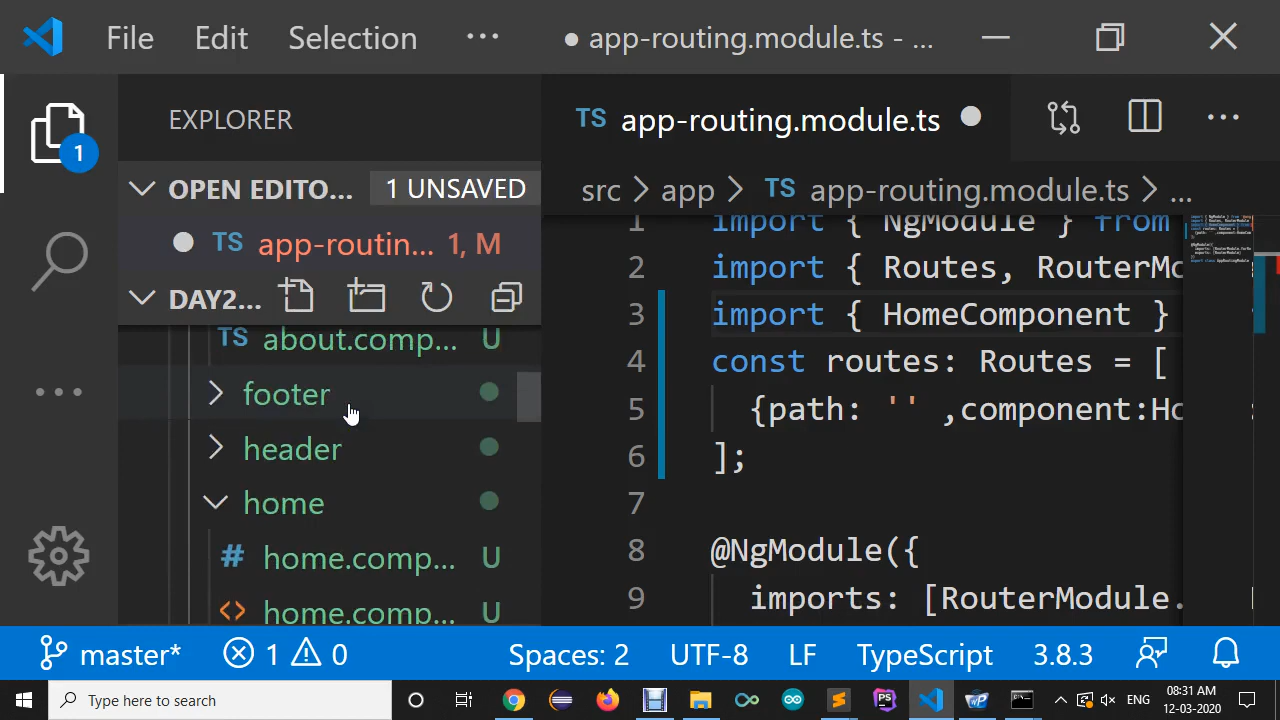 File Edit Selection ··· ● app-routing.module.ts - ...
EXPLORER
1
OPEN EDITO... 1 UNSAVED
TS app-routin... 1, M
DAY2...
TS about.comp... U
footer
header
home
# home.comp... U
<> home.comp... U
TS app-routing.module.ts
src > app > TS app-routing.module.ts > ...
1 import { NgModule } from
2 import { Routes, RouterMo
3 import { HomeComponent }
4 const routes: Routes = [
5 {path: '' ,component:Ho
6 ];
7
8 @NgModule({
9 imports: [RouterModule.
master* 1 0 Spaces: 2 UTF-8 LF TypeScript 3.8.3
Type here to search
ENG 08:31 AM
12-03-2020